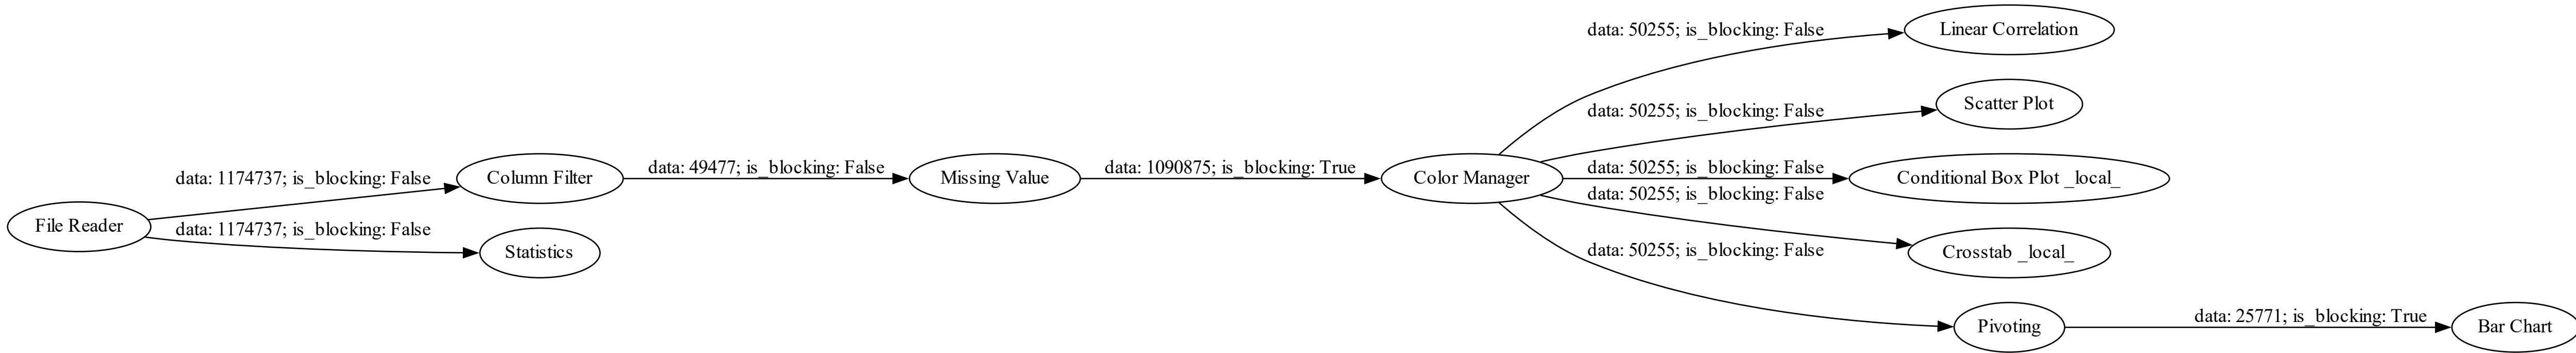 data: 50255; is_blocking: False
Linear Correlation
data: 50255; is_blocking: False
Scatter Plot
data: 1174737; is_blocking: False
Column Filter
data: 49477; is_blocking: False
Missing Value
data: 1090875; is_blocking: True
Color Manager
data: 50255; is_blocking: False
Conditional Box Plot _local_
data: 50255; is_blocking: False
File Reader
data: 1174737; is_blocking: False
Statistics
Crosstab _local_
data: 50255; is_blocking: False
Pivoting
data: 25771; is_blocking: True
Bar Chart